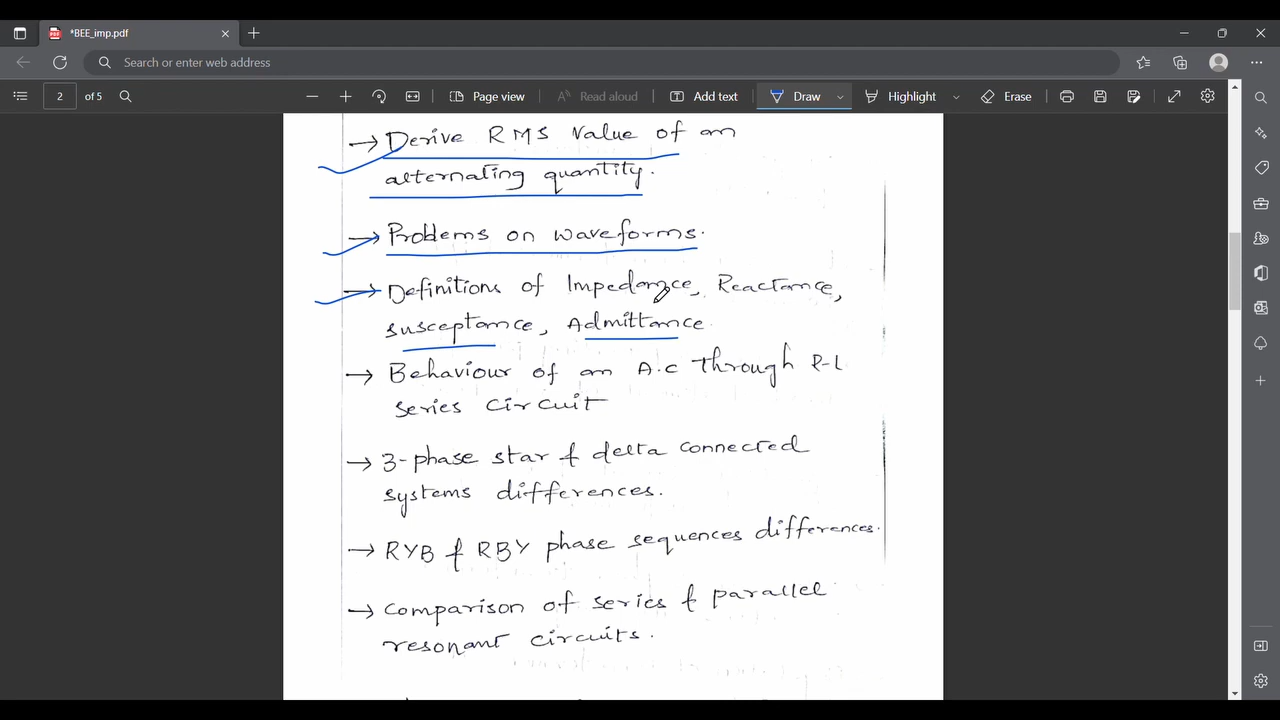 *BEE_imp.pdf
Search or enter web address
2 of 5
Page view
Read aloud
Add text
Draw
Highlight
Erase
→ Derive RMS Value of an
alternating quantity.
→ Problems on waveforms.
→ Definitions of Impedance, Reactance,
susceptance, Admittance.
→ Behaviour of an A.c through R-L
series circuit
→ 3-phase star & delta connected
systems differences.
→ RYB & RBY phase sequences differences.
→ comparison of series & parallel
resonant circuits.